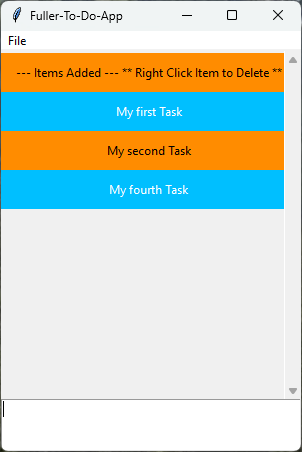 Fuller-To-Do-App
File
--- Items Added --- ** Right Click Item to Delete **
My first Task
My second Task
My fourth Task